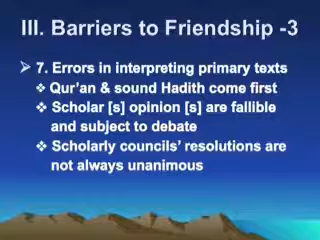 III. Barriers to Friendship -3
➢ 7. Errors in interpreting primary texts
❖ Qur'an & sound Hadith come first
❖ Scholar [s] opinion [s] are fallible
and subject to debate
❖ Scholarly councils' resolutions are
not always unanimous